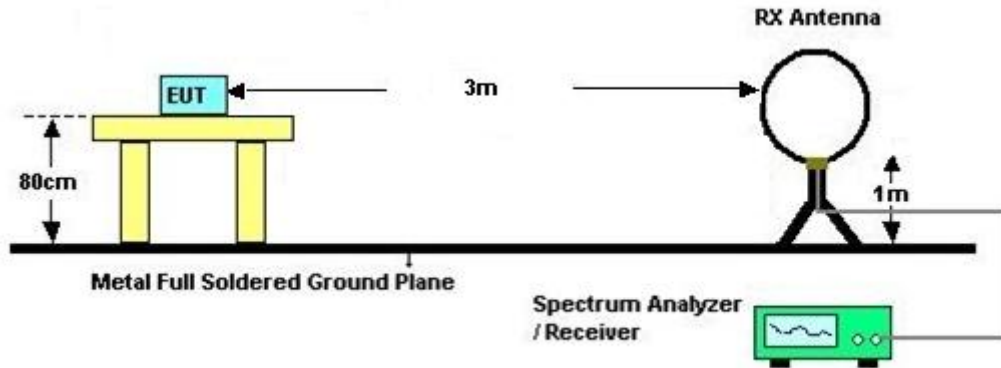 RX Antenna
EUT
3m
80cm
1m
Metal Full Soldered Ground Plane
Spectrum Analyzer
/ Receiver